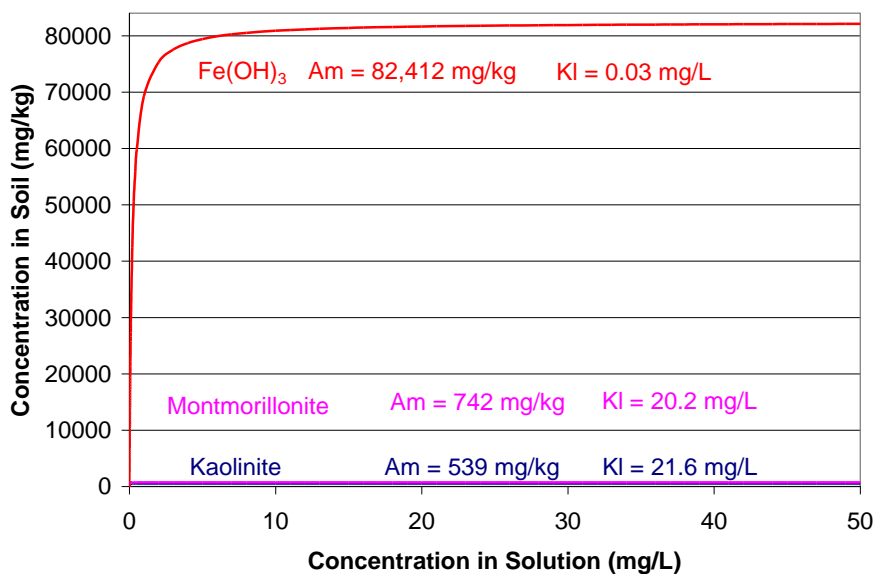 Concentration in Soil (mg/kg)
80000
70000
60000
50000
40000
30000
20000
10000
0
Fe(OH)₃ Am = 82,412 mg/kg Kl = 0.03 mg/L
Montmorillonite Am = 742 mg/kg Kl = 20.2 mg/L
Kaolinite Am = 539 mg/kg Kl = 21.6 mg/L
0 10 20 30 40 50
Concentration in Solution (mg/L)